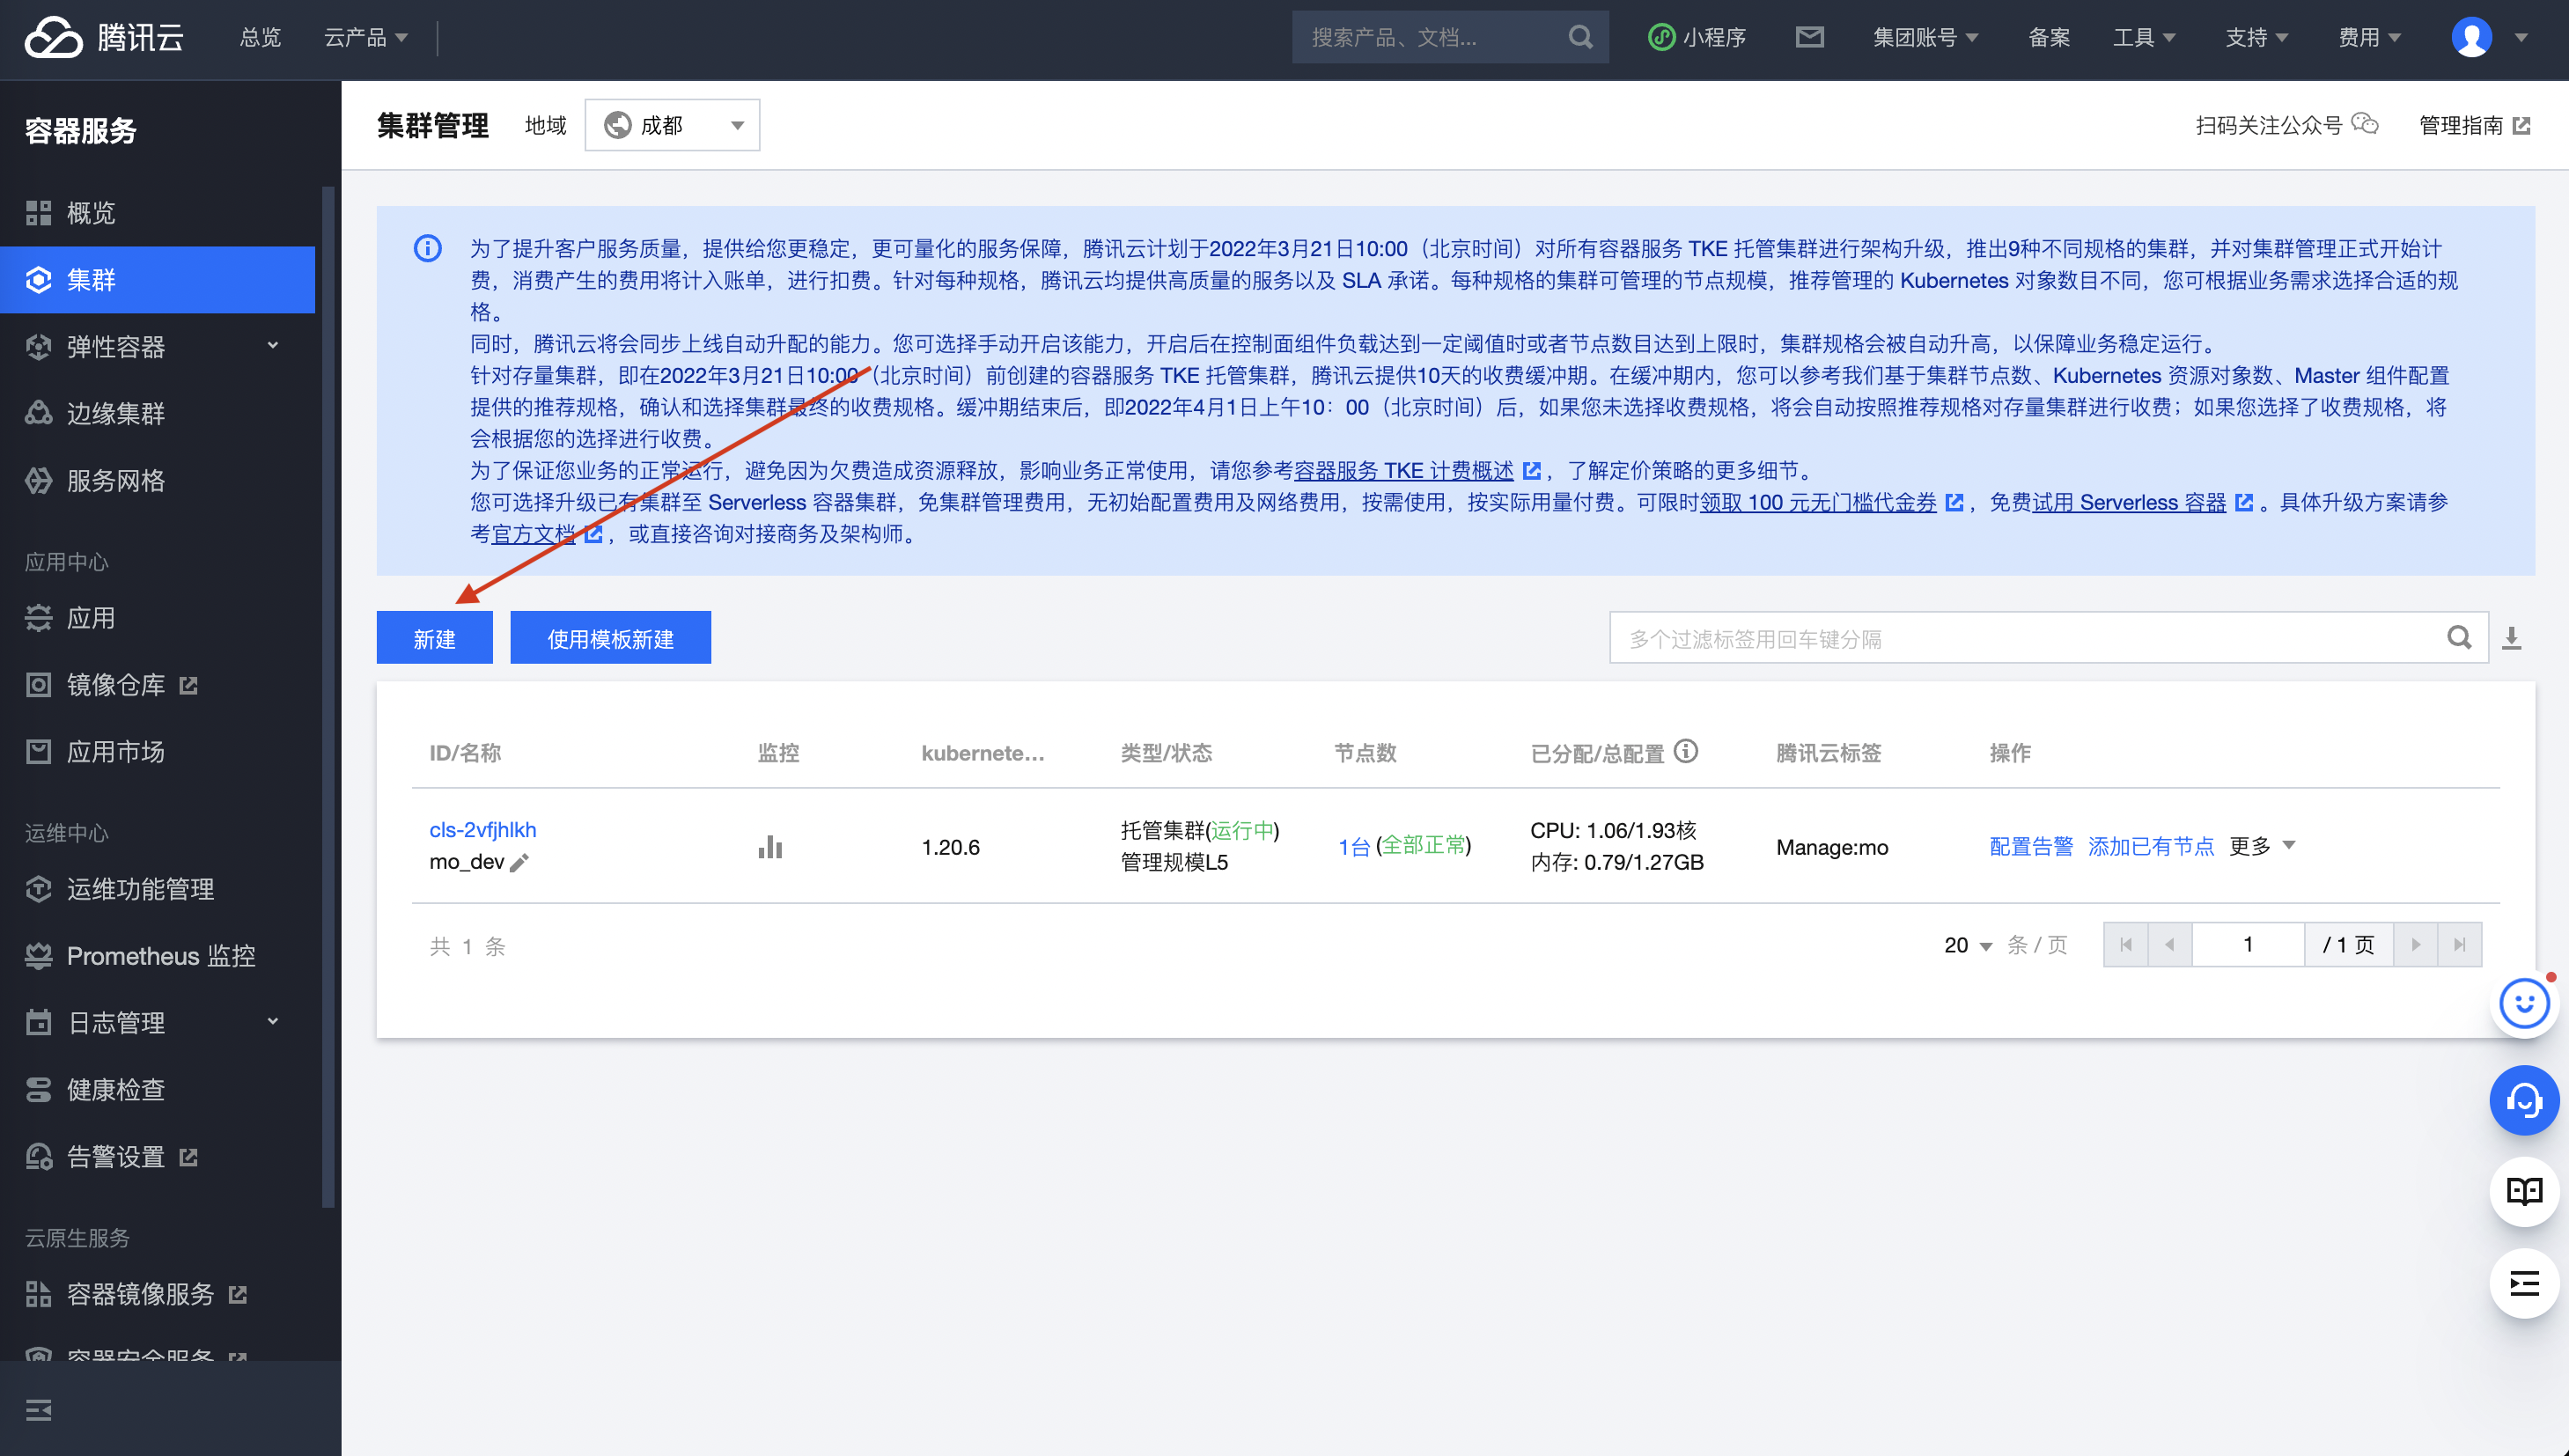 腾讯云
总览
云产品
搜索产品、文档...
小程序
集团账号
备案
工具
支持
费用
容器服务
概览
集群
弹性容器
边缘集群
服务网格
应用中心
应用
镜像仓库
应用市场
运维中心
运维功能管理
Prometheus 监控
日志管理
健康检查
告警设置
云原生服务
容器镜像服务
容器安全服务
集群管理
地域
成都
扫码关注公众号
管理指南
为了提升客户服务质量，提供给您更稳定，更可量化的服务保障，腾讯云计划于2022年3月21日10:00（北京时间）对所有容器服务 TKE 托管集群进行架构升级，推出9种不同规格的集群，并对集群管理正式开始计
费，消费产生的费用将计入账单，进行扣费。针对每种规格，腾讯云均提供高质量的服务以及 SLA 承诺。每种规格的集群可管理的节点规模，推荐管理的 Kubernetes 对象数目不同，您可根据业务需求选择合适的规
格。
同时，腾讯云将会同步上线自动升配的能力。您可选择手动开启该能力，开启后在控制面组件负载达到一定阈值时或者节点数目达到上限时，集群规格会被自动升高，以保障业务稳定运行。
针对存量集群，即在2022年3月21日10:00（北京时间）前创建的容器服务 TKE 托管集群，腾讯云提供10天的收费缓冲期。在缓冲期内，您可以参考我们基于集群节点数、Kubernetes 资源对象数、Master 组件配置
提供的推荐规格，确认和选择集群最终的收费规格。缓冲期结束后，即2022年4月1日上午10：00（北京时间）后，如果您未选择收费规格，将会自动按照推荐规格对存量集群进行收费；如果您选择了收费规格，将
会根据您的选择进行收费。
为了保证您业务的正常运行，避免因为欠费造成资源释放，影响业务正常使用，请您参考容器服务 TKE 计费概述，了解定价策略的更多细节。
您可选择升级已有集群至 Serverless 容器集群，免集群管理费用，无初始配置费用及网络费用，按需使用，按实际用量付费。可限时领取 100 元无门槛代金券，免费试用 Serverless 容器。具体升级方案请参
考官方文档，或直接咨询对接商务及架构师。
新建
使用模板新建
多个过滤标签用回车键分隔
ID/名称
监控
kubernete...
类型/状态
节点数
已分配/总配置
腾讯云标签
操作
cls-2vfjhlkh
mo_dev
1.20.6
托管集群(运行中)
管理规模L5
1台 (全部正常)
CPU: 1.06/1.93核
内存: 0.79/1.27GB
Manage:mo
配置告警 添加已有节点 更多
共 1 条
20 条 / 页
1
/ 1 页